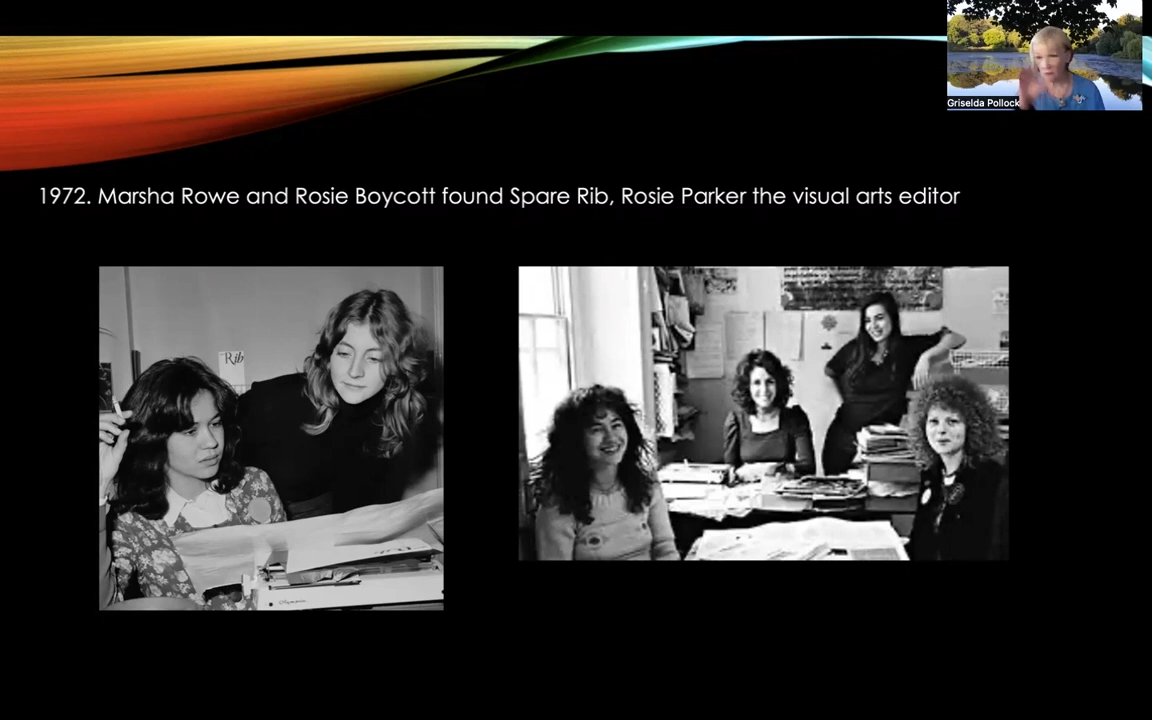 Griselda Pollock
1972. Marsha Rowe and Rosie Boycott found Spare Rib, Rosie Parker the visual arts editor
Rib